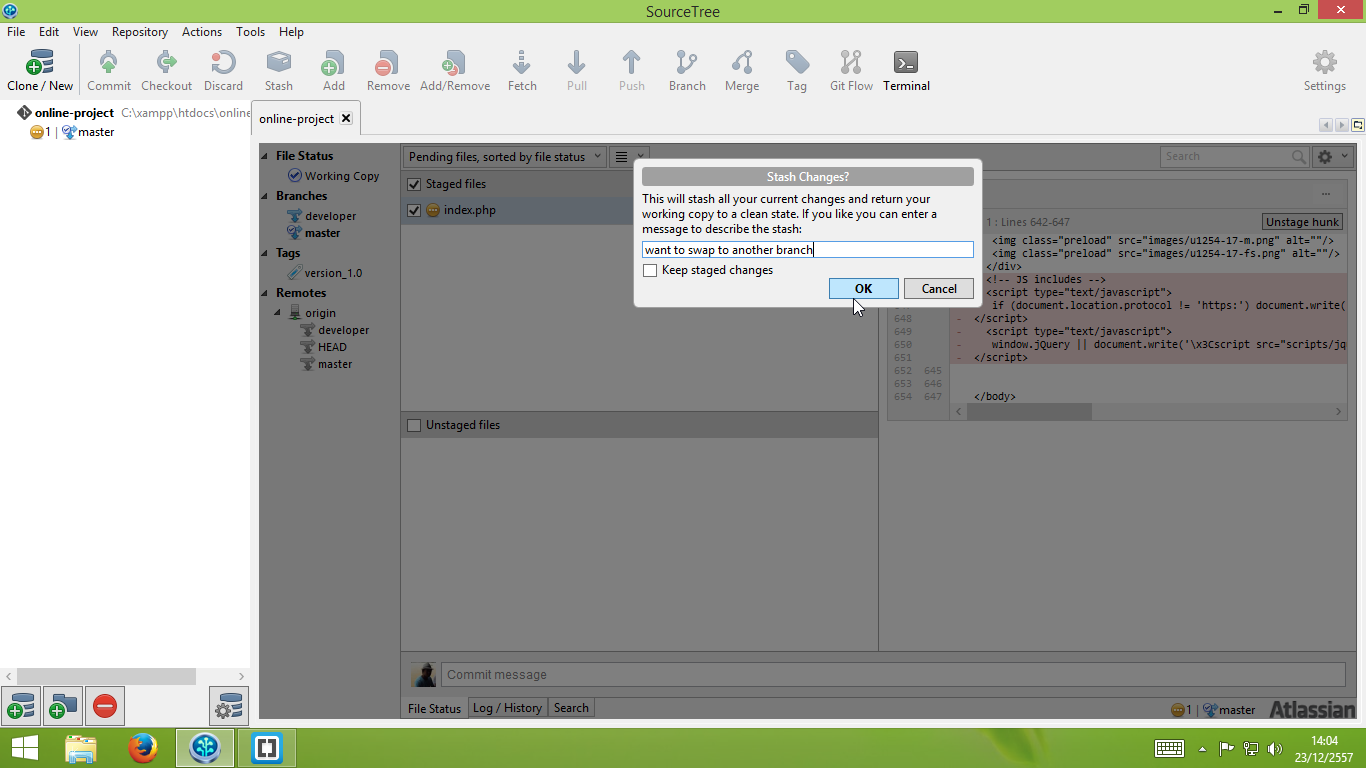 SourceTree
File Edit View Repository Actions Tools Help
Clone / New Commit Checkout Discard Stash Add Remove Add/Remove Fetch Pull Push Branch Merge Tag Git Flow Terminal Settings
online-project C:\xampp\htdocs\online
1 | master
online-project
File Status
Working Copy
Branches
developer
master
Tags
version_1.0
Remotes
origin
developer
HEAD
master
Pending files, sorted by file status
Search
Staged files
index.php
Unstaged files
Stash Changes?
This will stash all your current changes and return your
working copy to a clean state. If you like you can enter a
message to describe the stash:
want to swap to another branch
Keep staged changes
OK Cancel
1 : Lines 642-647 Unstage hunk
<img class="preload" src="images/u1254-17-m.png" alt=""/>
<img class="preload" src="images/u1254-17-fs.png" alt=""/>
</div>
<!-- JS includes -->
<script type="text/javascript">
if (document.location.protocol != 'https:') document.write(
648 - </script>
649 - <script type="text/javascript">
650 - window.jQuery || document.write('\x3Cscript src="scripts/jq
651 - </script>
652 645
653 646
654 647 </body>
Commit message
File Status Log / History Search
1 | master Atlassian
14:04
23/12/2557